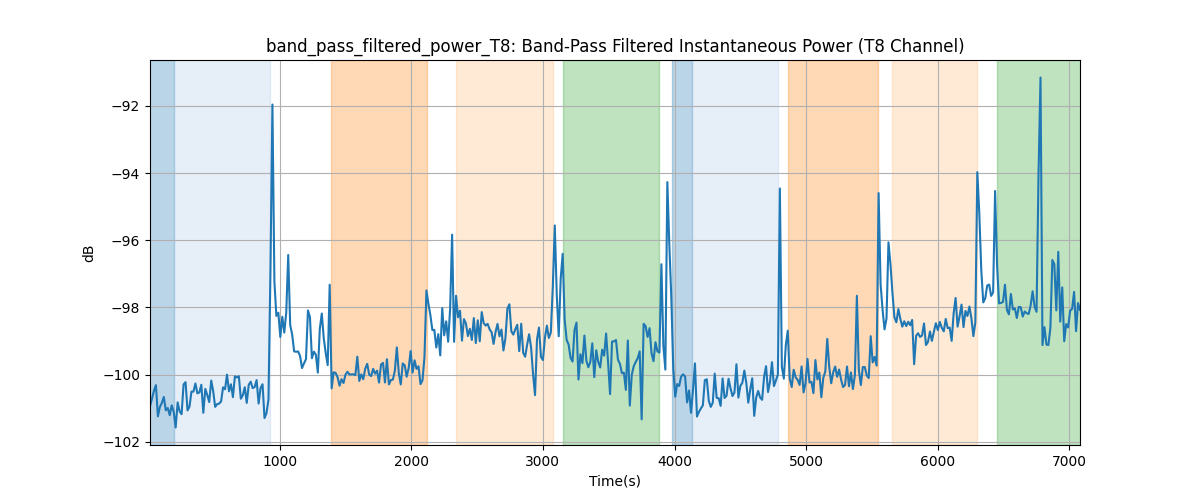 band_pass_filtered_power_T8: Band-Pass Filtered Instantaneous Power (T8 Channel)
−92
−94
−96
−98
−100
−102
dB
1000 2000 3000 4000 5000 6000 7000
Time(s)